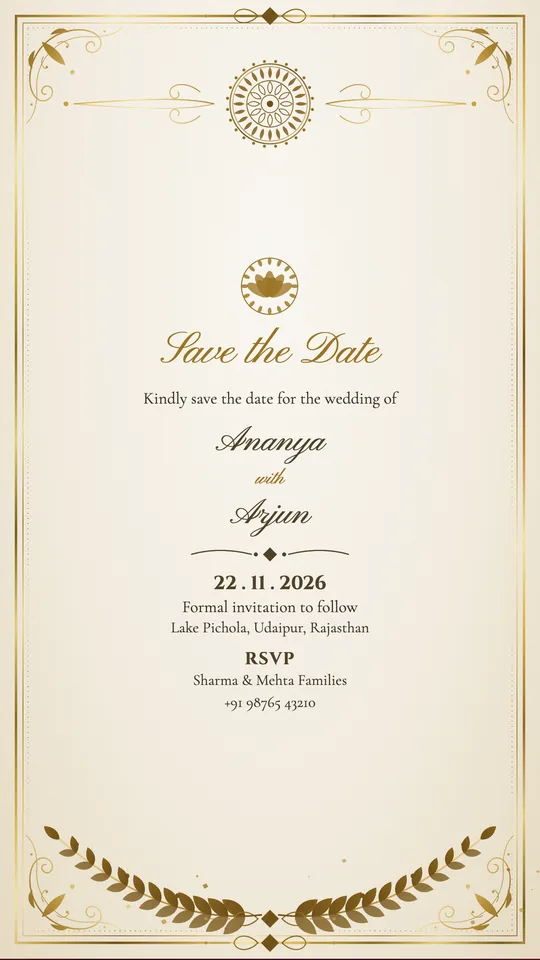 Save the Date
Kindly save the date for the wedding of
Ananya
with
Arjun
22 . 11 . 2026
Formal invitation to follow
Lake Pichola, Udaipur, Rajasthan
RSVP
Sharma & Mehta Families
+91 98765 43210